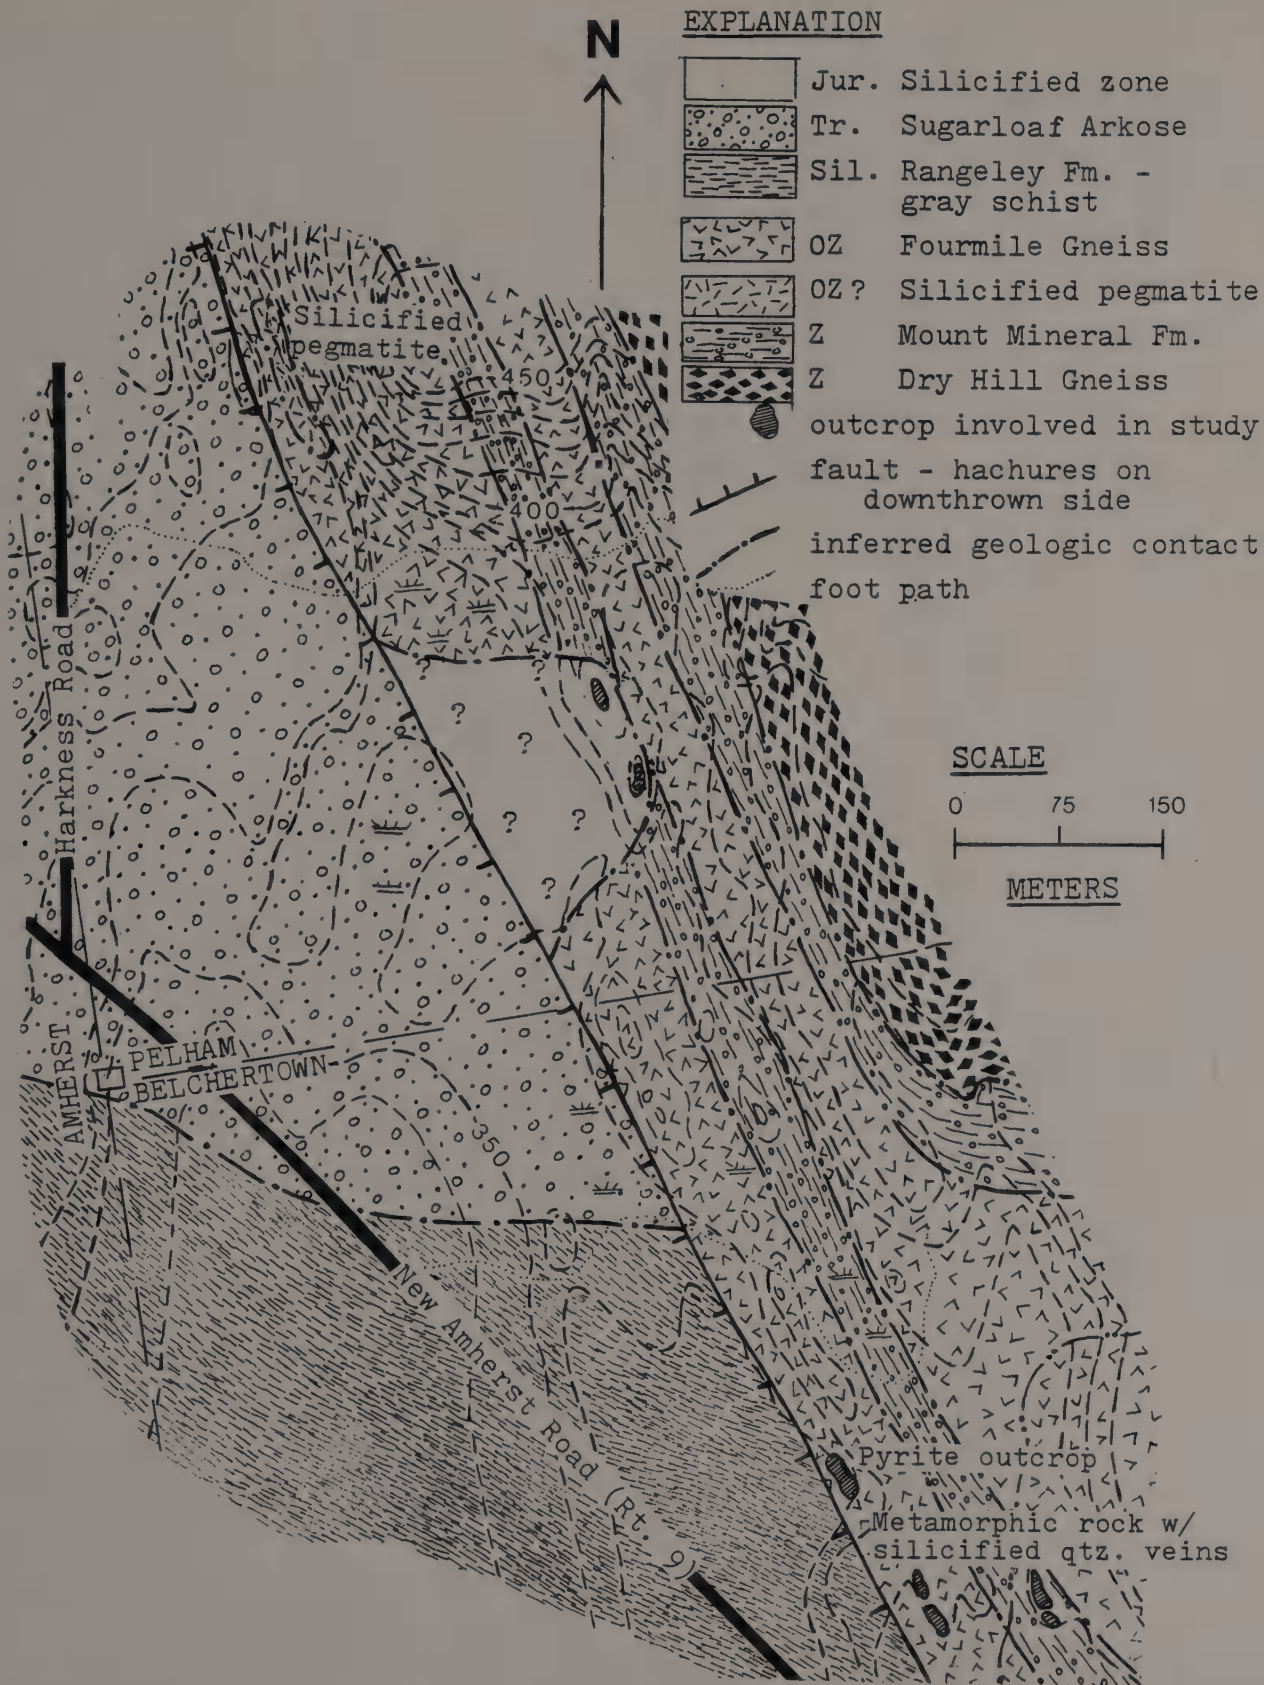 N
EXPLANATION
Jur. Silicified zone
Tr. Sugarloaf Arkose
Sil. Rangeley Fm. -
gray schist
OZ Fourmile Gneiss
OZ? Silicified pegmatite
Z Mount Mineral Fm.
Z Dry Hill Gneiss
outcrop involved in study
fault - hachures on
downthrown side
inferred geologic contact
foot path
Silicified
pegmatite
450
400
?
?
?
?
?
?
?
Harkness Road
SCALE
0 75 150
METERS
AMHERST
PELHAM
BELCHERTOWN
350
New Amherst Road (Rt. 9)
Pyrite outcrop
Metamorphic rock w/
silicified qtz. veins